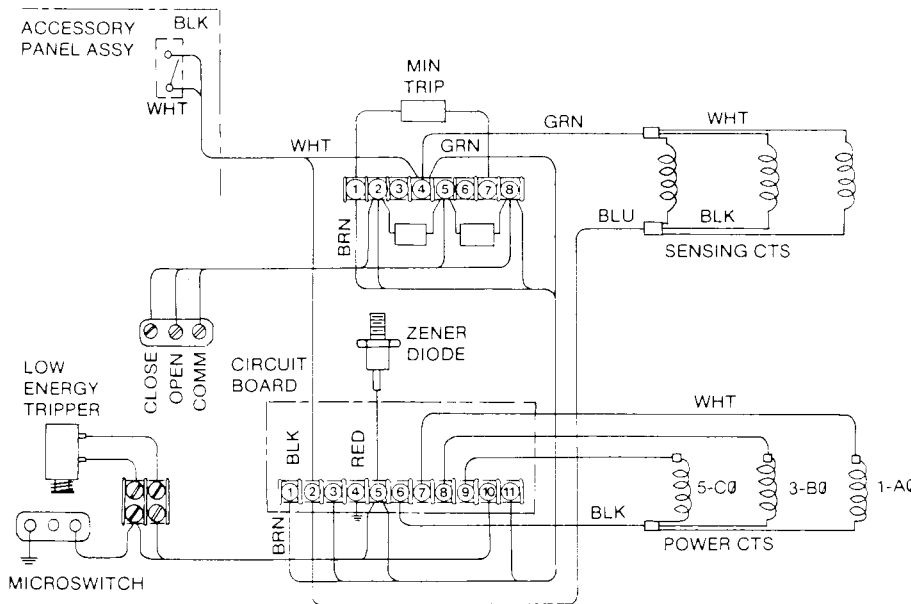 ACCESSORY
PANEL ASSY
BLK
WHT
MIN
TRIP
WHT
GRN
GRN
WHT
1 2 3 4 5 6 7 8
BRN
BLU
BLK
SENSING CTS
CLOSE
OPEN
COMM
ZENER
DIODE
CIRCUIT
BOARD
LOW
ENERGY
TRIPPER
BLK
RED
WHT
1 2 3 4 5 6 7 8 9 10 11
BRN
BLK
5-CØ
3-BØ
1-AØ
POWER CTS
MICROSWITCH